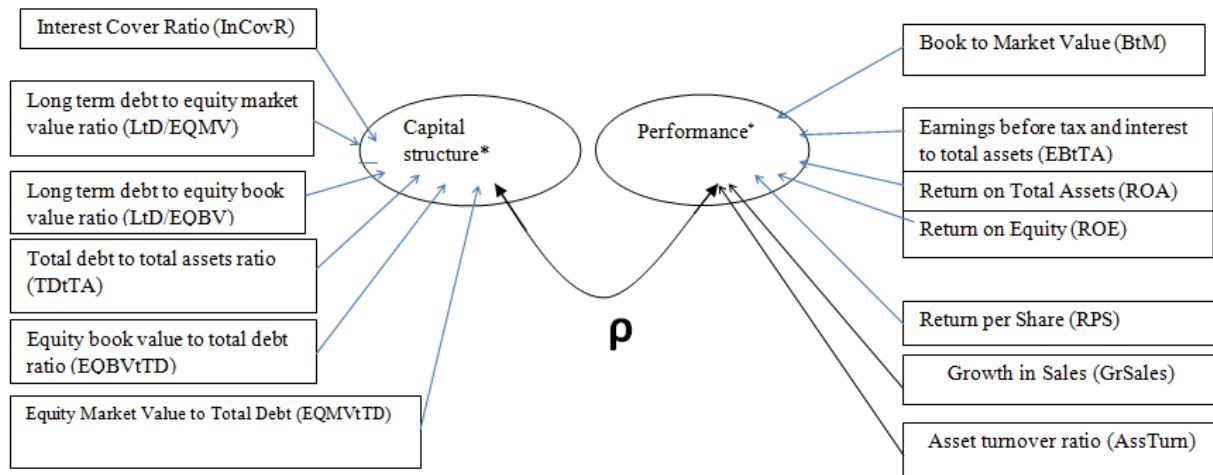 Interest Cover Ratio (InCovR)
Long term debt to equity market
value ratio (LtD/EQMV)
Long term debt to equity book
value ratio (LtD/EQBV)
Total debt to total assets ratio
(TDtTA)
Equity book value to total debt
ratio (EQBVtTD)
Equity Market Value to Total Debt (EQMVtTD)
Capital
structure*
Performance*
ρ
Book to Market Value (BtM)
Earnings before tax and interest
to total assets (EBtTA)
Return on Total Assets (ROA)
Return on Equity (ROE)
Return per Share (RPS)
Growth in Sales (GrSales)
Asset turnover ratio (AssTurn)